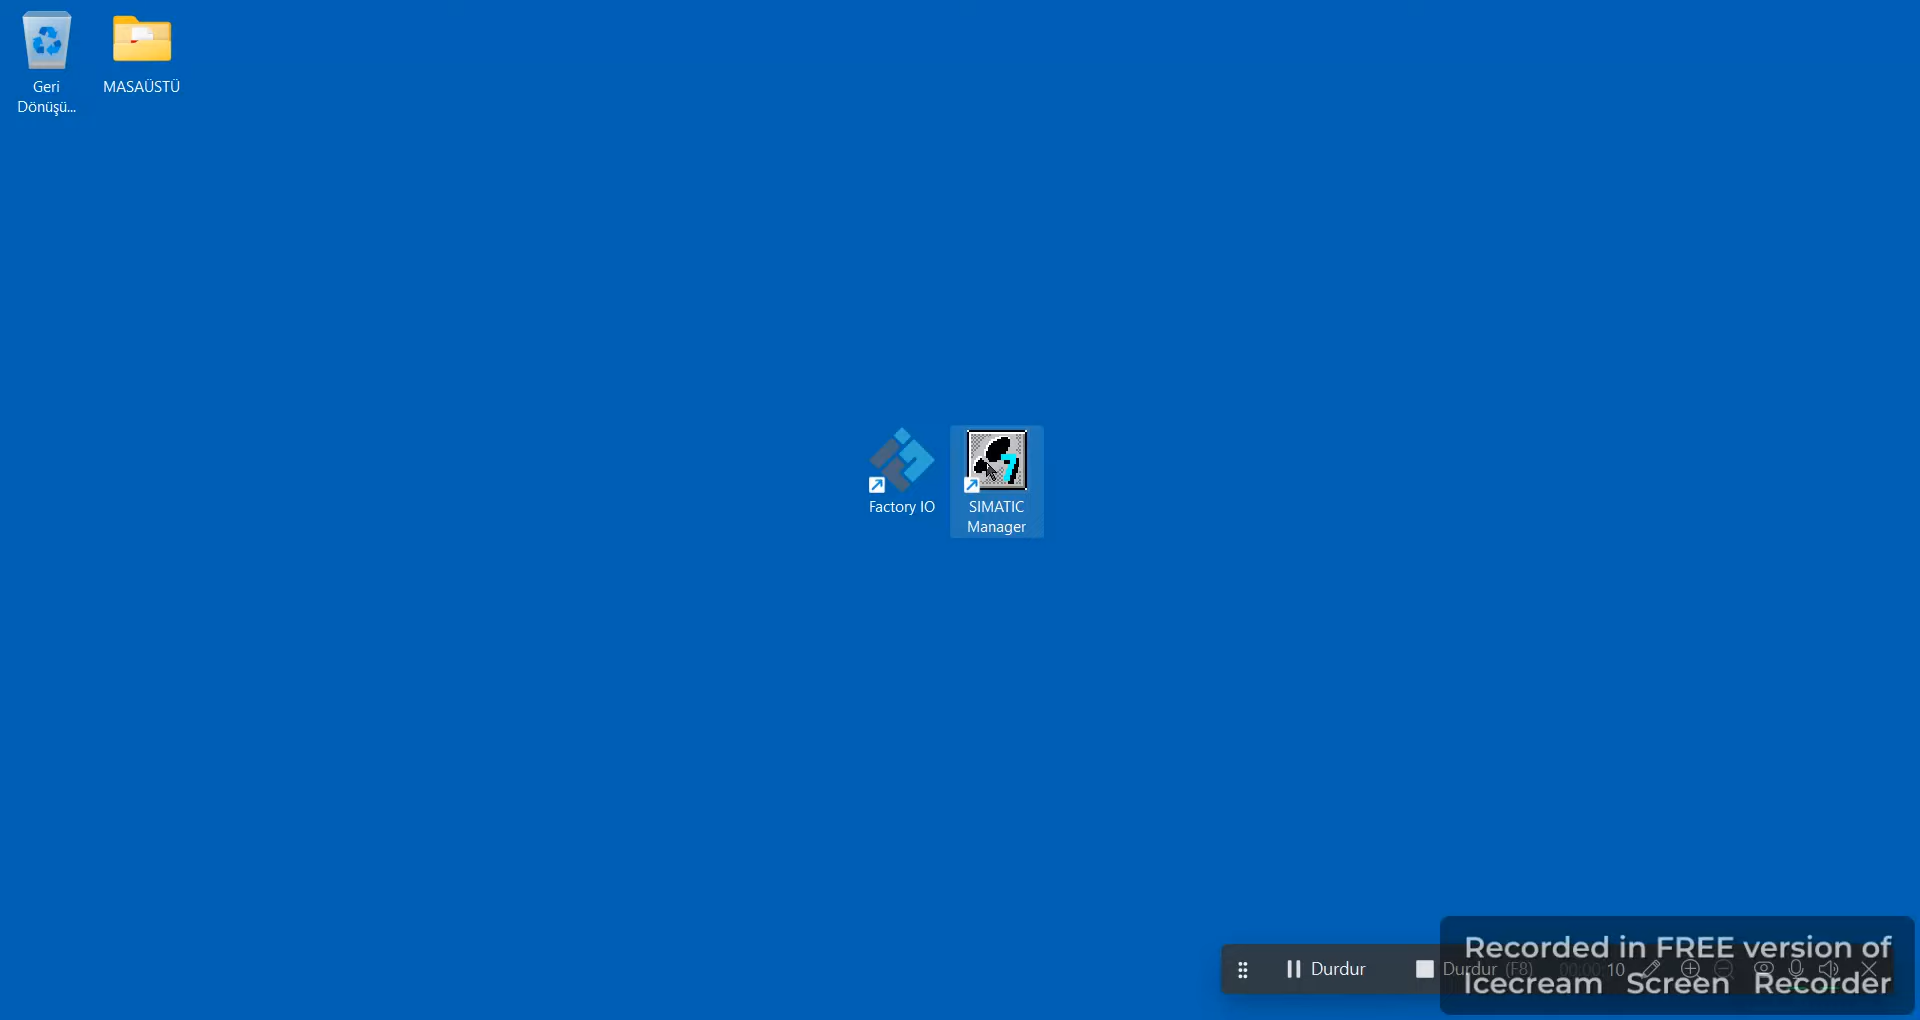 Geri
Dönüşü...
MASAÜSTÜ
Factory IO
SIMATIC
Manager
Recorded in FREE version of
Durdur
Durdur (F8)
00:00:10
Icecream Screen Recorder